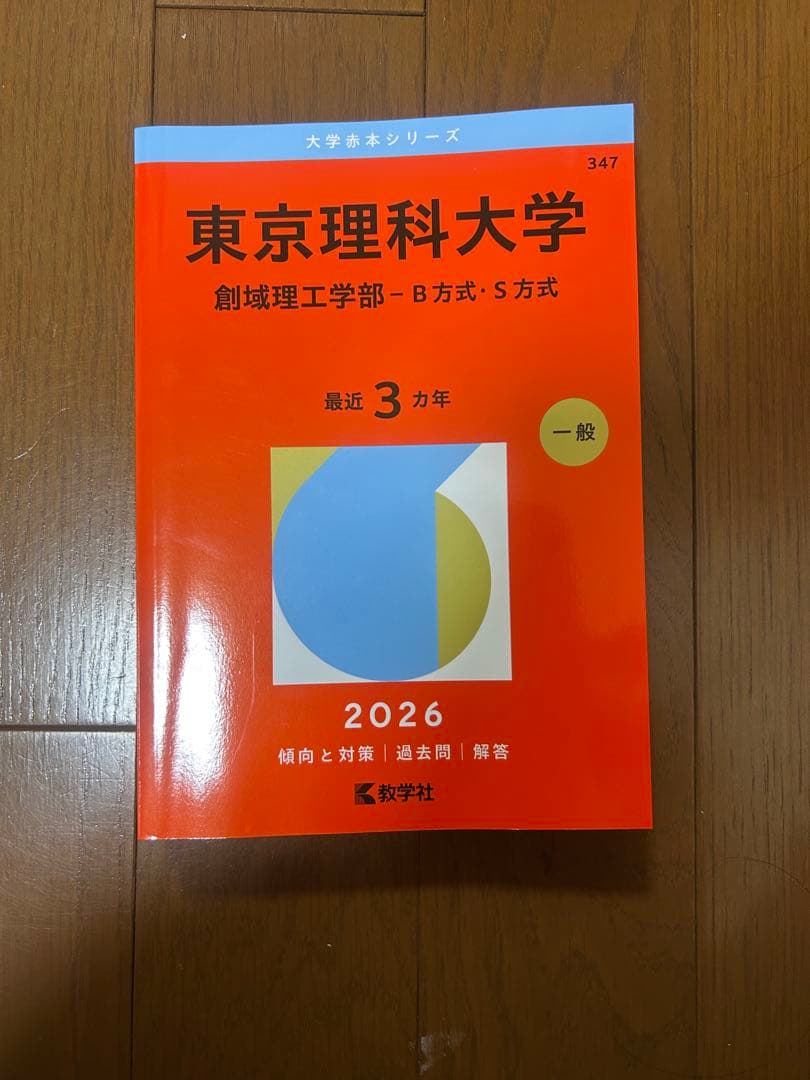 大学赤本シリーズ
347
東京理科大学
創域理工学部－B方式・S方式
最近3カ年
一般
2026
傾向と対策｜過去問｜解答
教学社